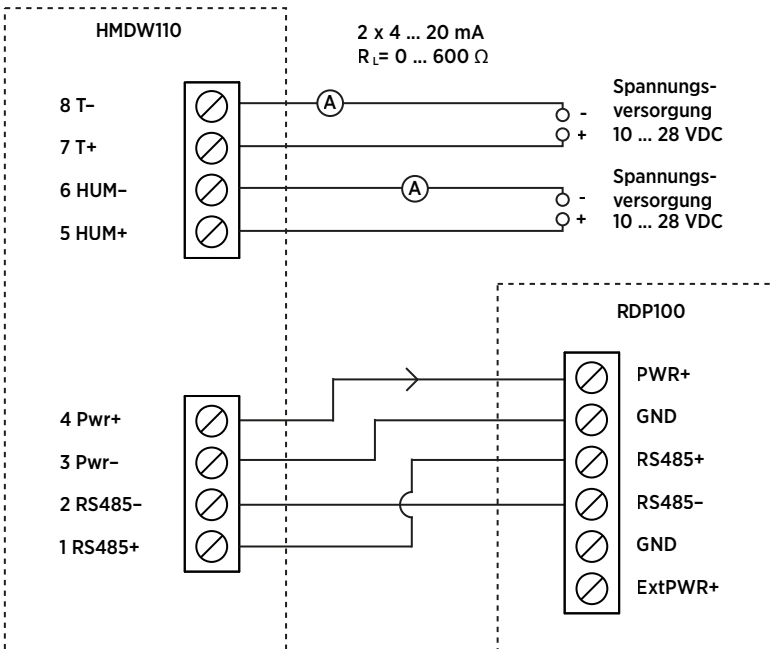 HMDW110
2 x 4 ... 20 mA
R L= 0 ... 600 Ω
8 T–
7 T+
6 HUM–
5 HUM+
A
A
-
+
Spannungs-
versorgung
10 ... 28 VDC
-
+
Spannungs-
versorgung
10 ... 28 VDC
4 Pwr+
3 Pwr–
2 RS485–
1 RS485+
RDP100
PWR+
GND
RS485+
RS485–
GND
ExtPWR+